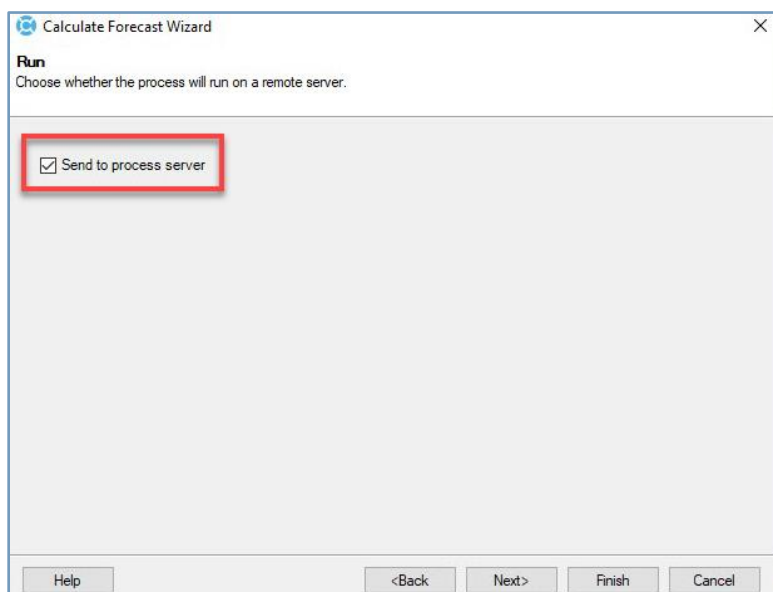 Calculate Forecast Wizard
Run
Choose whether the process will run on a remote server.
Send to process server
Help
<Back
Next>
Finish
Cancel